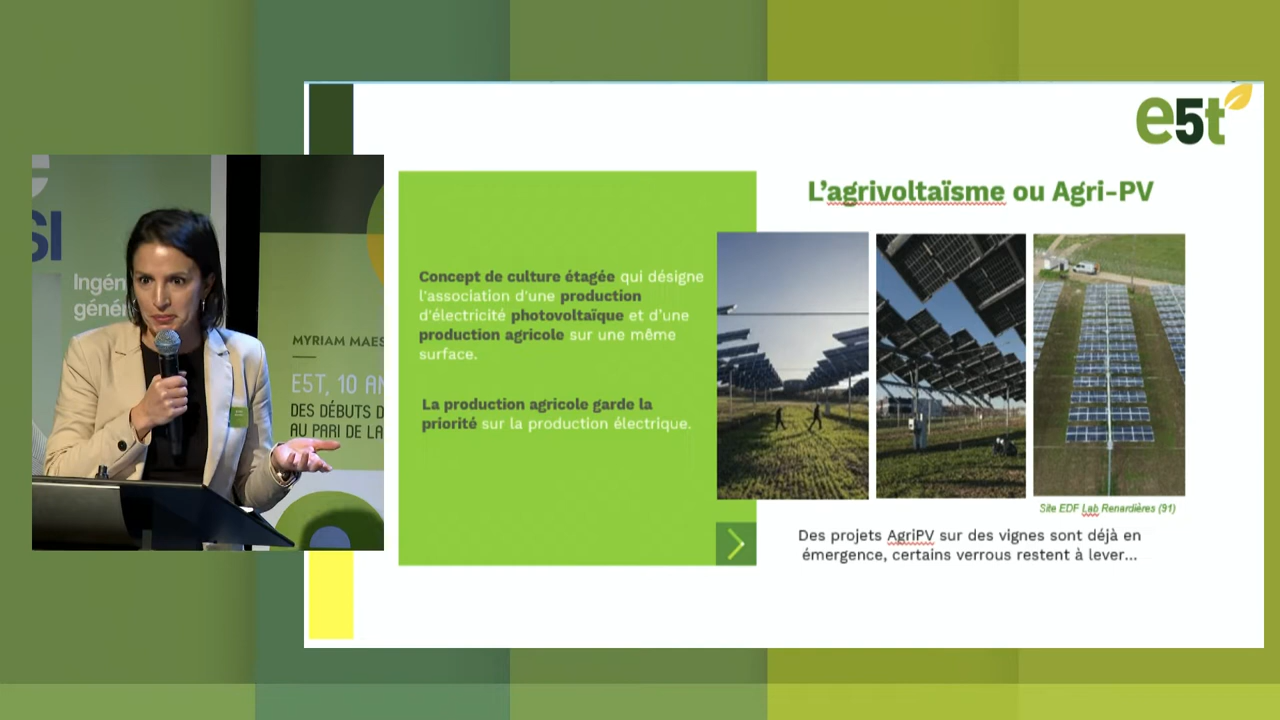 e5t
SI
Ingén
génér
MYRIAM MAES
E5T, 10 AN
DES DÉBUTS D
AU PARI DE LA
L'agrivoltaïsme ou Agri-PV
Concept de culture étagée qui désigne
l'association d'une production
d'électricité photovoltaïque et d'une
production agricole sur une même
surface.
La production agricole garde la
priorité sur la production électrique.
Site EDF Lab Renardières (91)
Des projets AgriPV sur des vignes sont déjà en
émergence, certains verrous restent à lever...